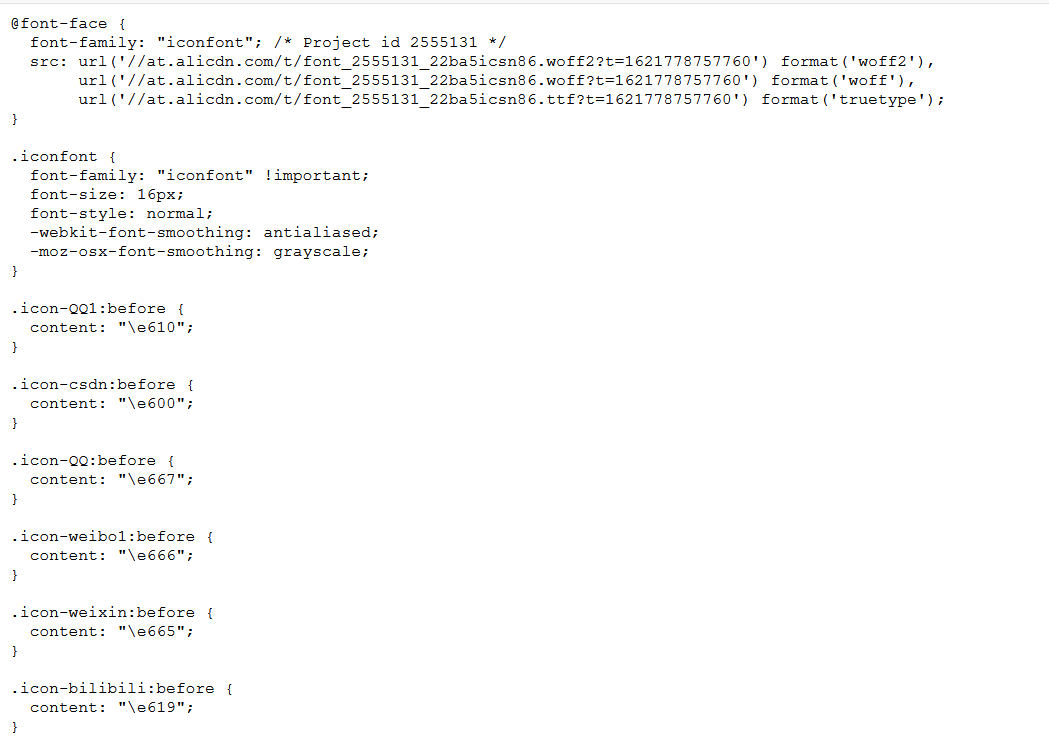 @font-face {
  font-family: "iconfont"; /* Project id 2555131 */
  src: url('//at.alicdn.com/t/font_2555131_22ba5icsn86.woff2?t=1621778757760') format('woff2'),
       url('//at.alicdn.com/t/font_2555131_22ba5icsn86.woff?t=1621778757760') format('woff'),
       url('//at.alicdn.com/t/font_2555131_22ba5icsn86.ttf?t=1621778757760') format('truetype');
}

.iconfont {
  font-family: "iconfont" !important;
  font-size: 16px;
  font-style: normal;
  -webkit-font-smoothing: antialiased;
  -moz-osx-font-smoothing: grayscale;
}

.icon-QQ1:before {
  content: "\e610";
}

.icon-csdn:before {
  content: "\e600";
}

.icon-QQ:before {
  content: "\e667";
}

.icon-weibo1:before {
  content: "\e666";
}

.icon-weixin:before {
  content: "\e665";
}

.icon-bilibili:before {
  content: "\e619";
}